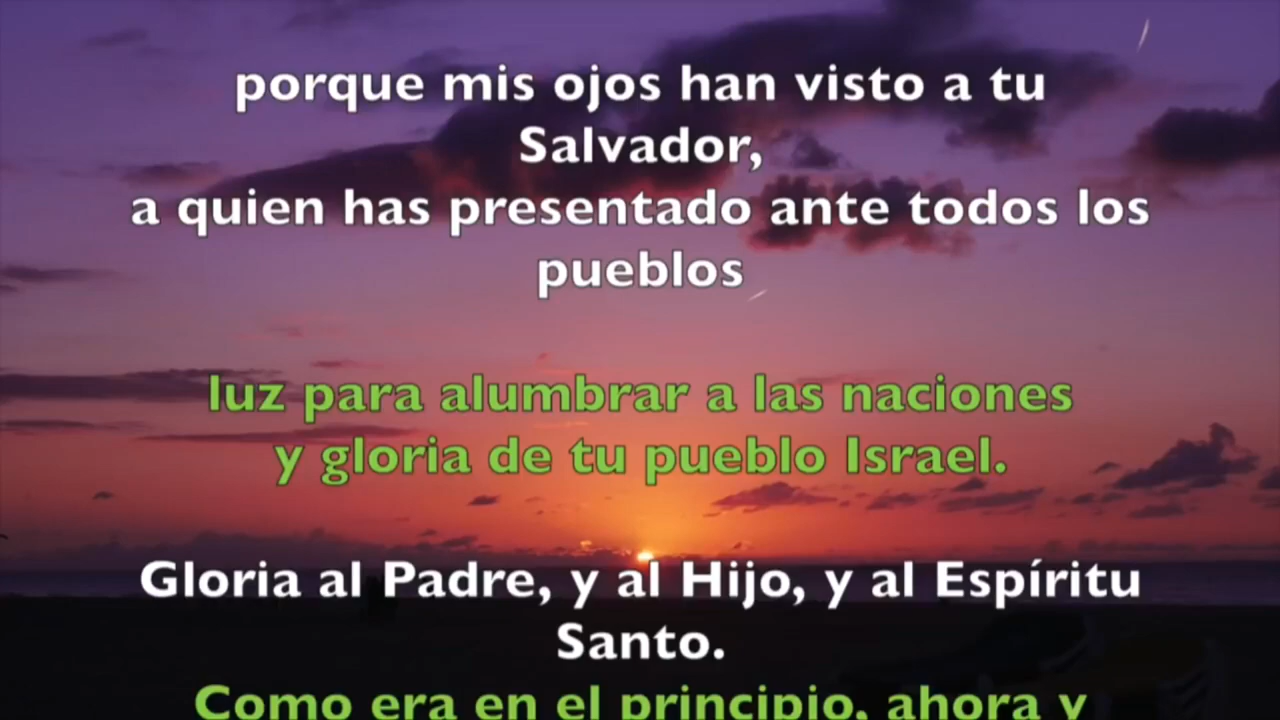 porque mis ojos han visto a tu
Salvador,
a quien has presentado ante todos los
pueblos
luz para alumbrar a las naciones
y gloria de tu pueblo Israel.
Gloria al Padre, y al Hijo, y al Espíritu
Santo.
Como era en el principio, ahora y